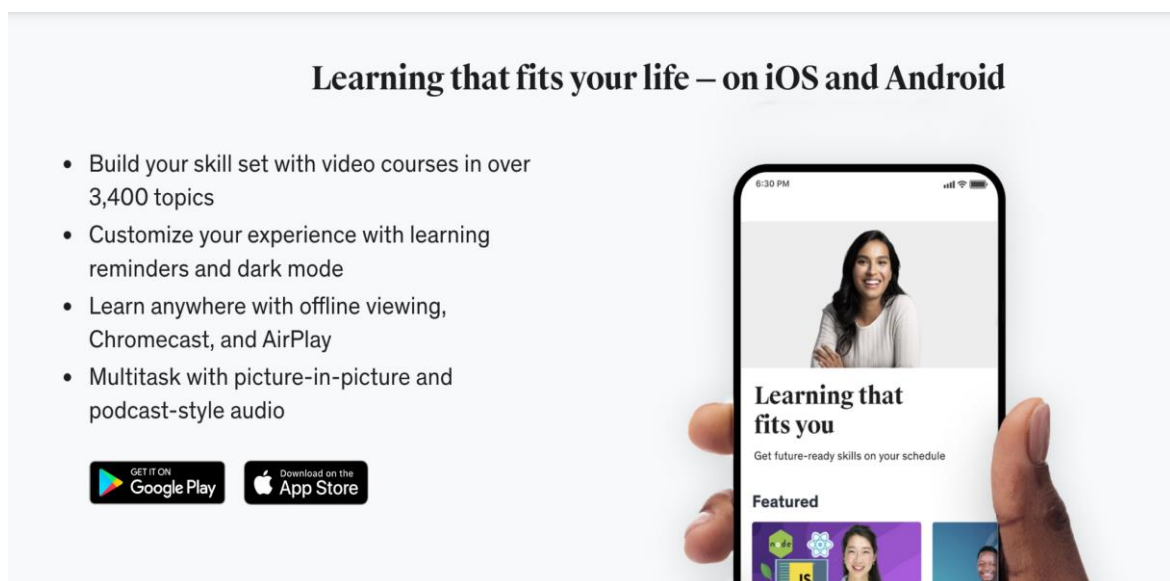 Learning that fits your life – on iOS and Android
• Build your skill set with video courses in over
3,400 topics
• Customize your experience with learning
reminders and dark mode
• Learn anywhere with offline viewing,
Chromecast, and AirPlay
• Multitask with picture-in-picture and
podcast-style audio
GET IT ON
Google Play
Download on the
App Store
6:30 PM
Learning that
fits you
Get future-ready skills on your schedule
Featured
node
JS